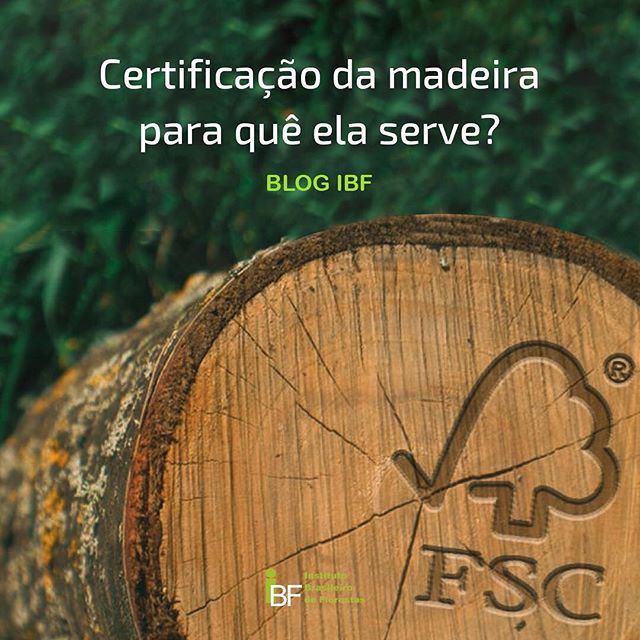 Certificação da madeira
para quê ela serve?
BLOG IBF
®
FSC
IBF
Instituto
Brasileiro
de Florestas